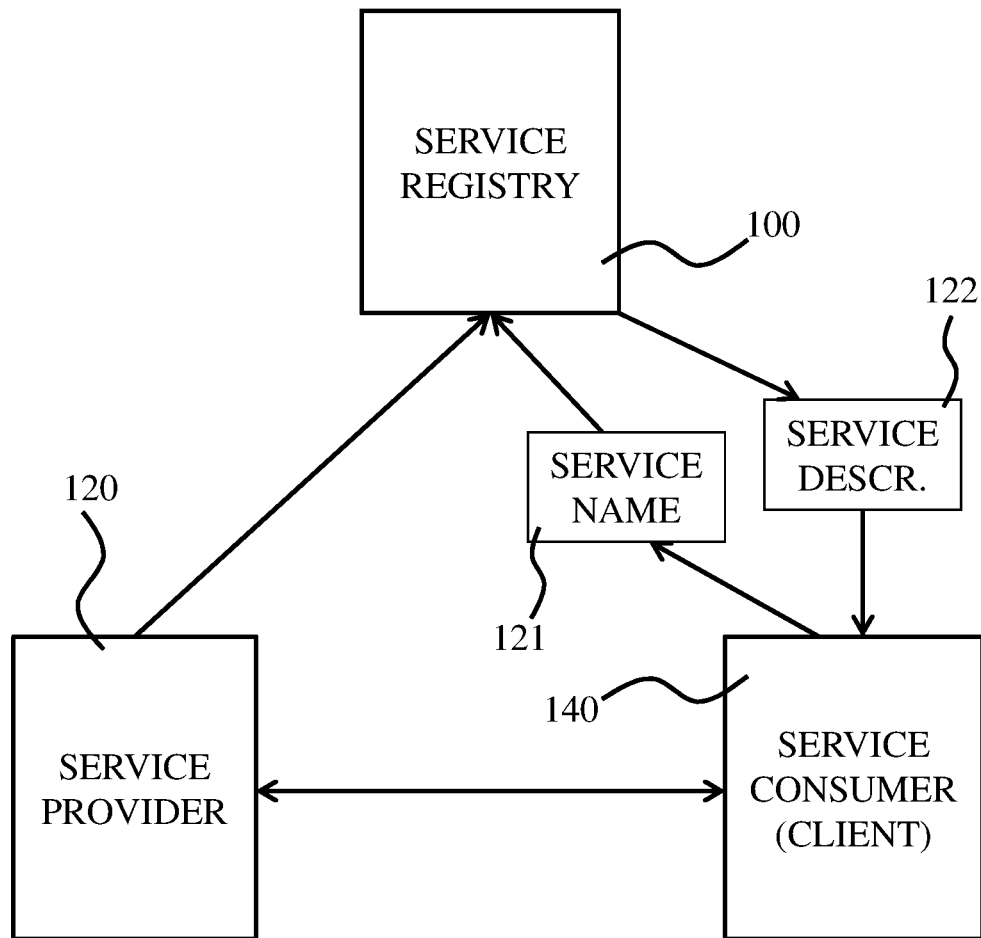 SERVICE
REGISTRY
100
122
SERVICE
DESCR.
SERVICE
NAME
120
121
140
SERVICE
PROVIDER
SERVICE
CONSUMER
(CLIENT)